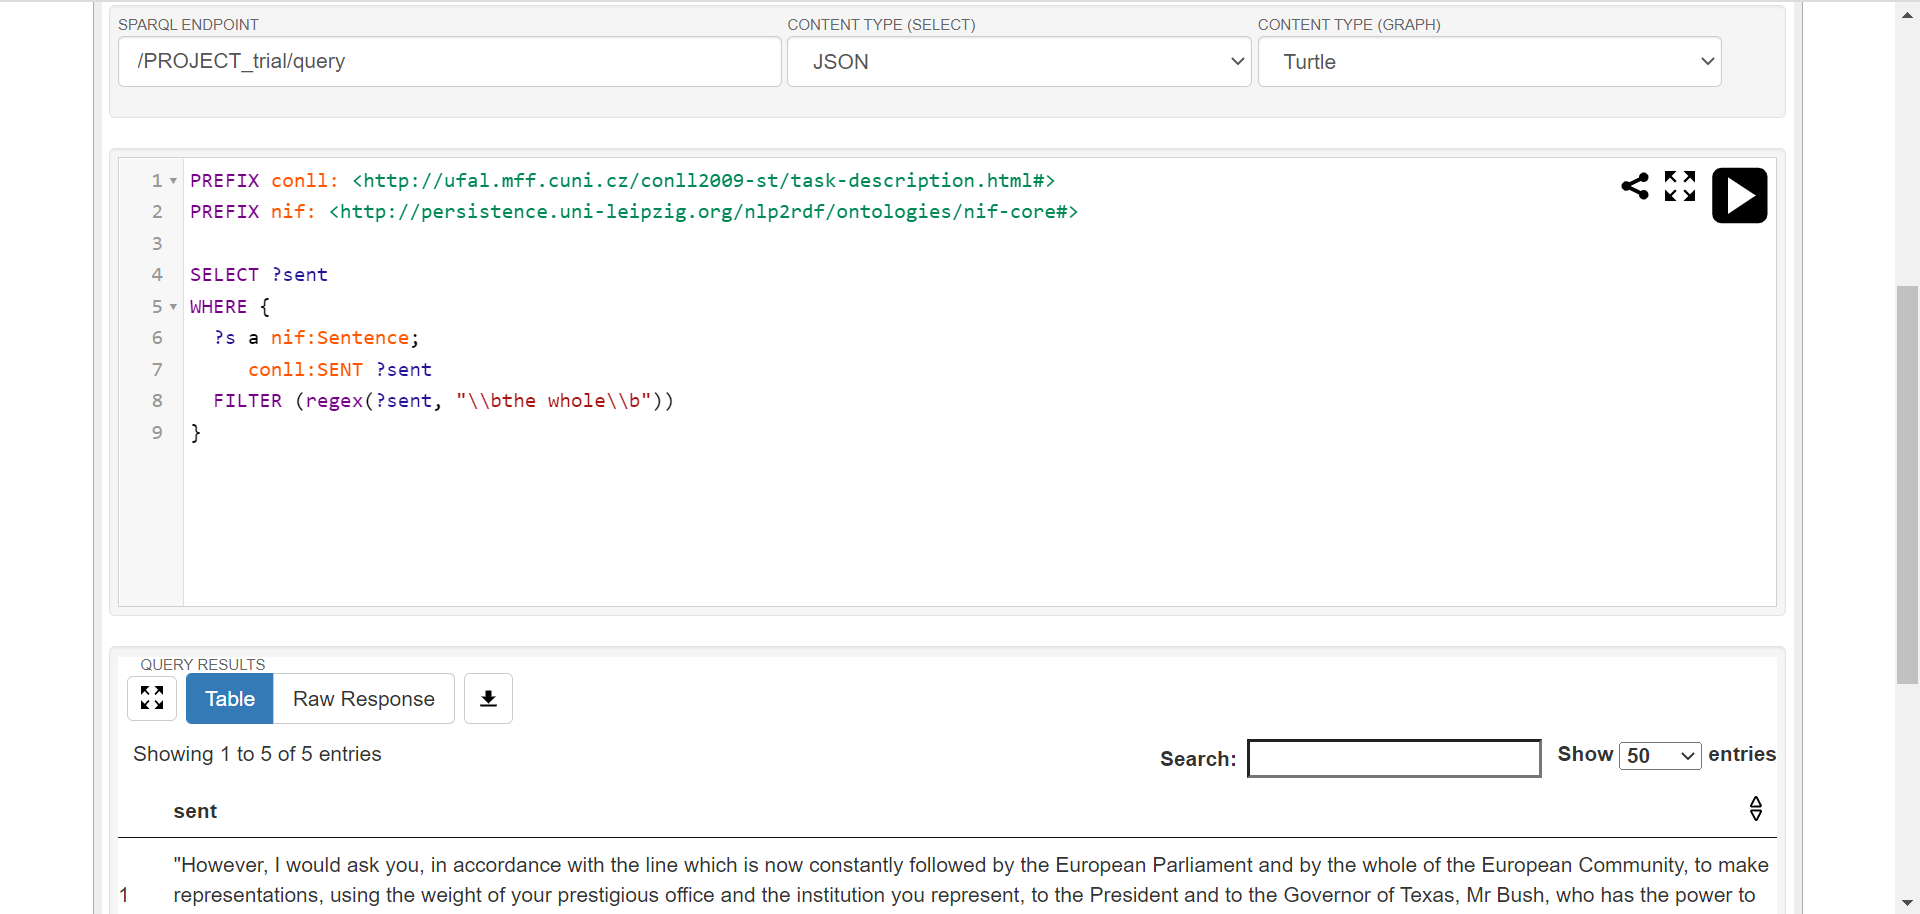 SPARQL ENDPOINT CONTENT TYPE (SELECT) CONTENT TYPE (GRAPH)
/PROJECT_trial/query JSON Turtle
1 PREFIX conll: <http://ufal.mff.cuni.cz/conll2009-st/task-description.html#>
2 PREFIX nif: <http://persistence.uni-leipzig.org/nlp2rdf/ontologies/nif-core#>
3
4 SELECT ?sent
5 WHERE {
6 ?s a nif:Sentence;
7 conll:SENT ?sent
8 FILTER (regex(?sent, "\\bthe whole\\b"))
9 }
QUERY RESULTS
Table Raw Response
Showing 1 to 5 of 5 entries Search: Show 50 entries
sent
"However, I would ask you, in accordance with the line which is now constantly followed by the European Parliament and by the whole of the European Community, to make
1 representations, using the weight of your prestigious office and the institution you represent, to the President and to the Governor of Texas, Mr Bush, who has the power to